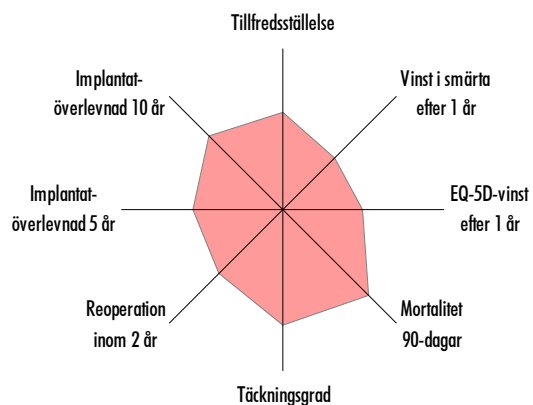 Tillfredsställelse
Vinst i smärta
efter 1 år
EQ-5D-vinst
efter 1 år
Mortalitet
90-dagar
Täckningsgrad
Reoperation
inom 2 år
Implantat-
överlevnad 5 år
Implantat-
överlevnad 10 år